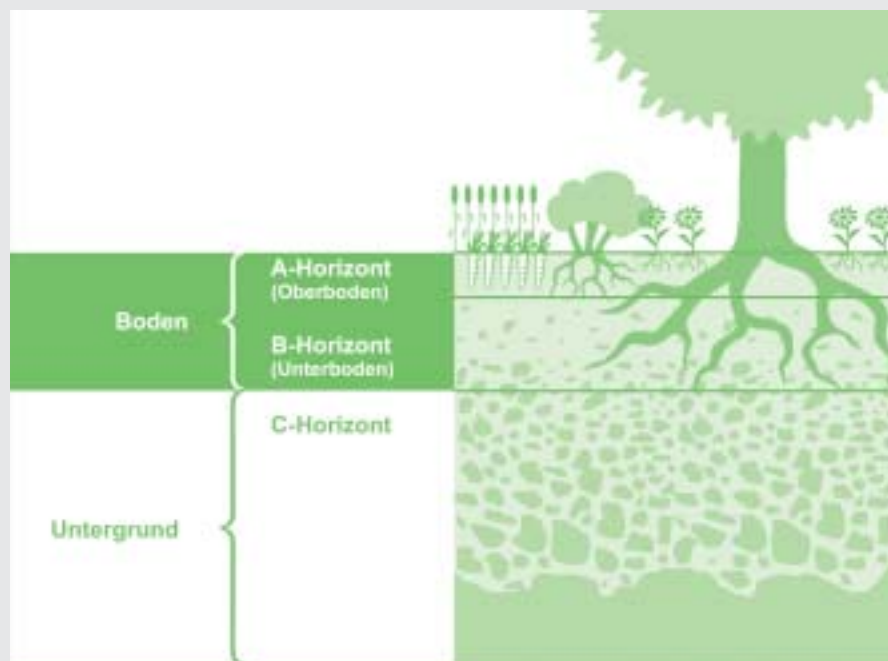 Boden
A-Horizont
(Oberboden)
B-Horizont
(Unterboden)
Untergrund
C-Horizont